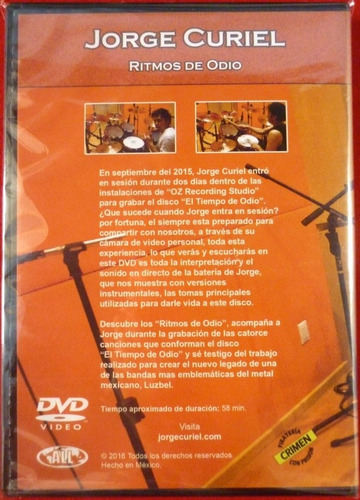 JORGE CURIEL
RITMOS DE ODIO
En septiembre del 2015, Jorge Curiel entró
en sesión durante dos días dentro de las
instalaciones de “OZ Recording Studio”
para grabar el disco “El Tiempo de Odio”.
¿Que sucede cuando Jorge entra en sesión?
por fortuna, el siempre esta preparado para
compartir con nosotros, a través de su
cámara de video personal, toda esta
experiencia, lo que verás y escucharás en
este DVD es toda la interpretación y el
sonido en directo de la batería de Jorge,
que nos muestra con versiones
instrumentales, las tomas principales
utilizadas para darle vida a este disco.
Descubre los “Ritmos de Odio”, acompaña a
Jorge durante la grabación de las catorce
canciones que conforman el disco
“El Tiempo de Odio” y sé testigo del trabajo
realizado para crear el nuevo legado de una
de las bandas mas emblemáticas del metal
mexicano, Luzbel.
Tiempo aproximado de duración: 58 min.
DVD
VIDEO
Visita
jorgecuriel.com
© 2016 Todos los derechos reservados
Hecho en México.
PIRATERÍA
CRIMEN